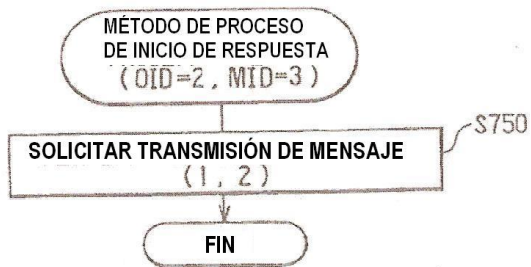 MÉTODO DE PROCESO
DE INICIO DE RESPUESTA
(OID=2, MID=3)
S750
SOLICITAR TRANSMISIÓN DE MENSAJE
(1, 2)
FIN